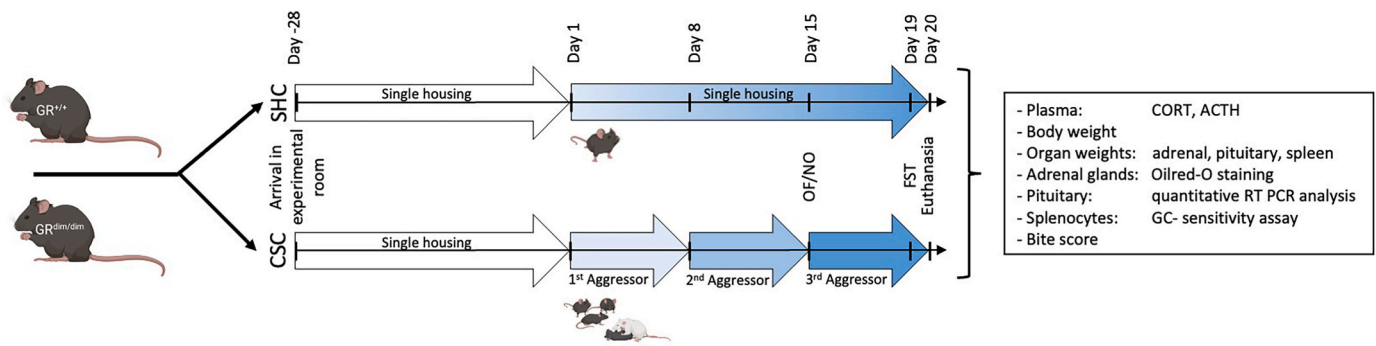 Day -28
Day 1
Day 8
Day 15
Day 19
Day 20
GR+/+
SHC
Single housing
Single housing
Arrival in
experimental
room
OF/NO
FST
Euthanasia
GRdim/dim
CSC
Single housing
1st Aggressor
2nd Aggressor
3rd Aggressor
- Plasma: CORT, ACTH
- Body weight
- Organ weights: adrenal, pituitary, spleen
- Adrenal glands: Oilred-O staining
- Pituitary: quantitative RT PCR analysis
- Splenocytes: GC- sensitivity assay
- Bite score